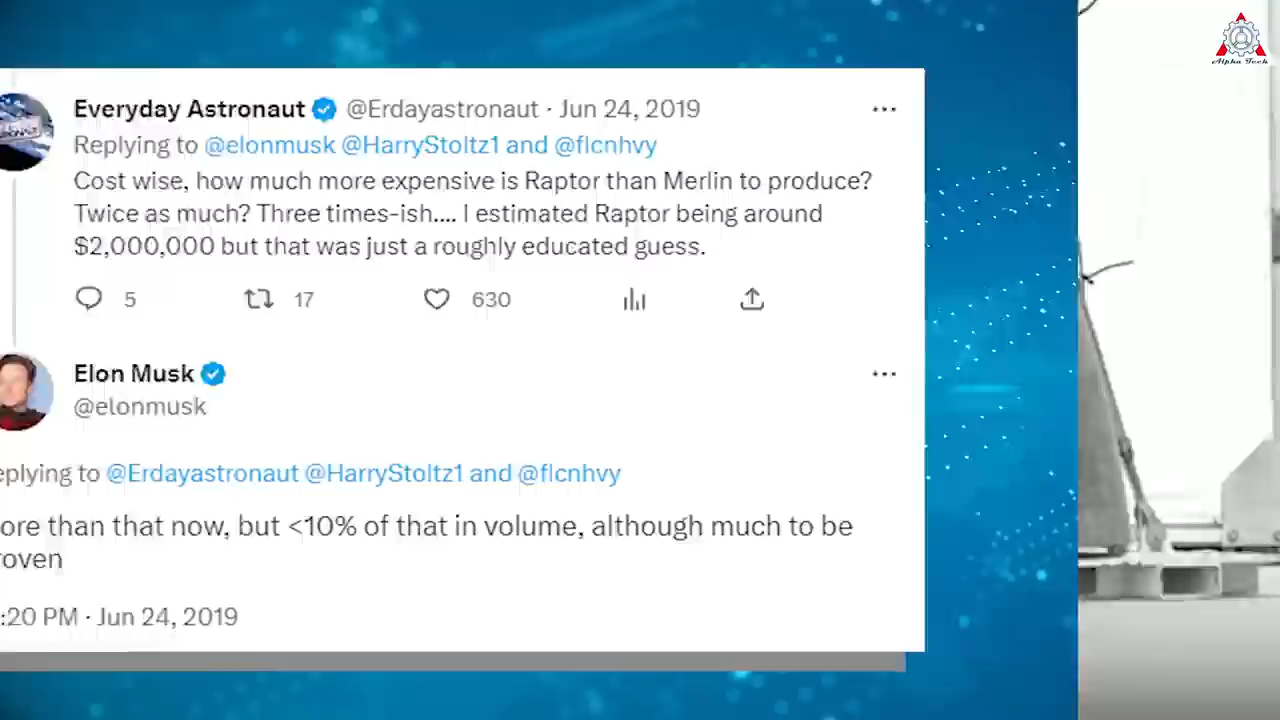 Everyday Astronaut @Erdayastronaut · Jun 24, 2019
Replying to @elonmusk @HarryStoltz1 and @flcnhvy
Cost wise, how much more expensive is Raptor than Merlin to produce?
Twice as much? Three times-ish.... I estimated Raptor being around
$2,000,000 but that was just a roughly educated guess.
5 17 630
Elon Musk
@elonmusk
eplying to @Erdayastronaut @HarryStoltz1 and @flcnhvy
ore than that now, but <10% of that in volume, although much to be
roven
:20 PM · Jun 24, 2019
Alpha Tech